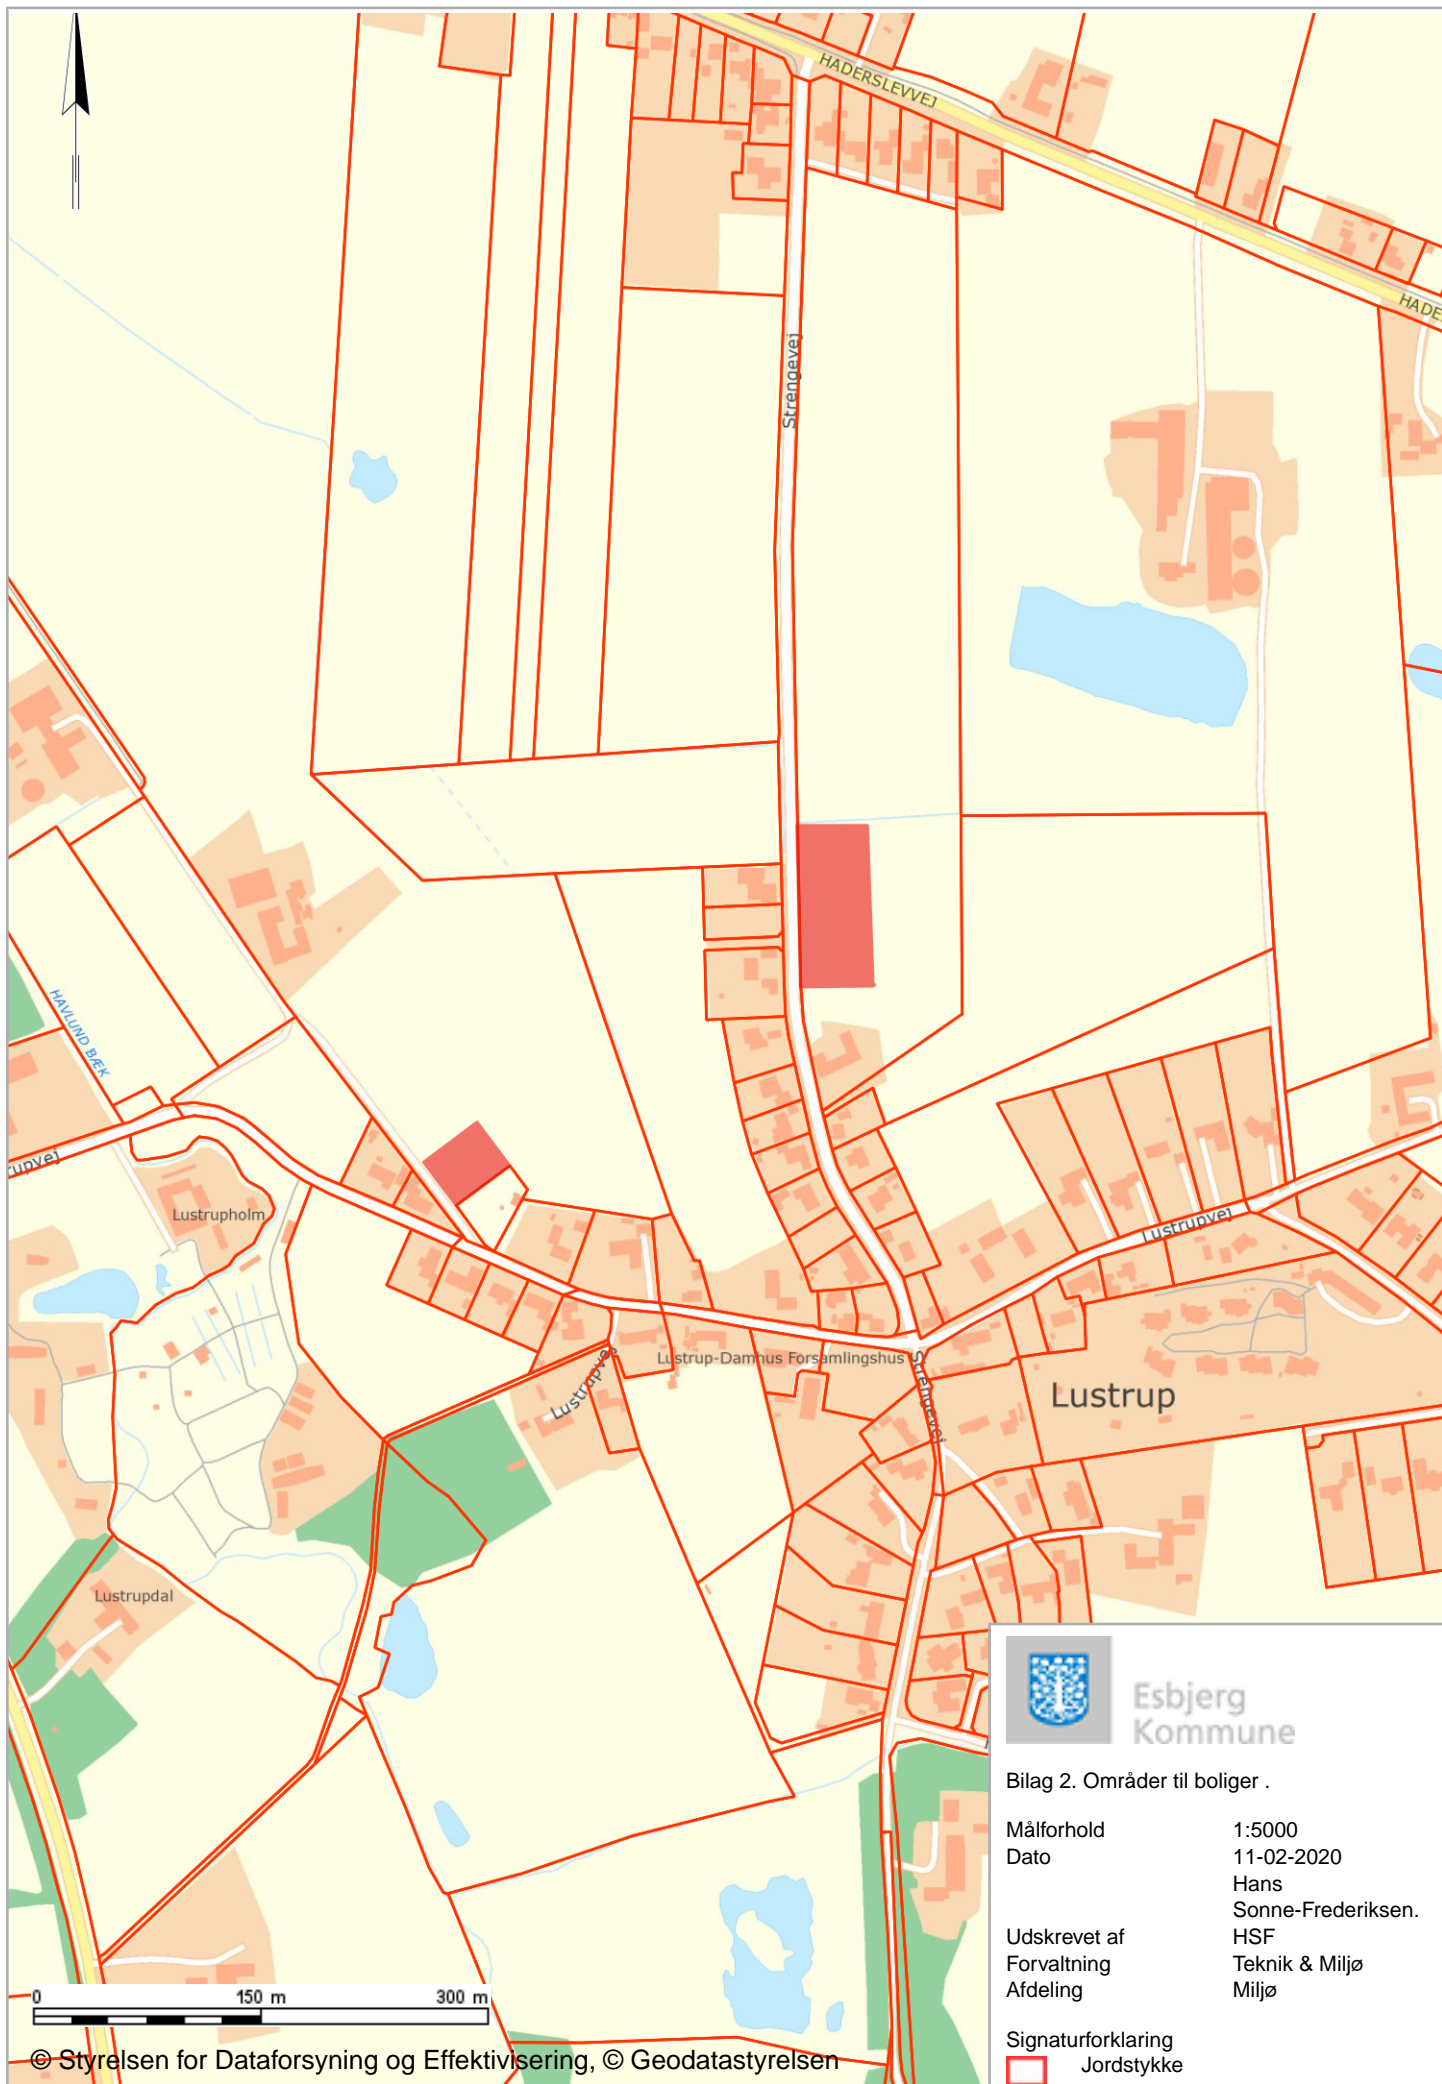 HADERSLEVVEJ
HADE
Strengevej
HAVLUND BÆK
rupvej
Lustrupholm
Lustrupvej
Lustrup-Damhus Forsamlingshus
Lustrupvej
Strengevej
Lustrup
Lustrupdal
Esbjerg
Kommune
Bilag 2. Områder til boliger .
Målforhold 1:5000
Dato 11-02-2020
Hans
Sonne-Frederiksen.
Udskrevet af HSF
Forvaltning Teknik & Miljø
Afdeling Miljø
Signaturforklaring
Jordstykke
0 150 m 300 m
© Styrelsen for Dataforsyning og Effektivisering, © Geodatastyrelsen